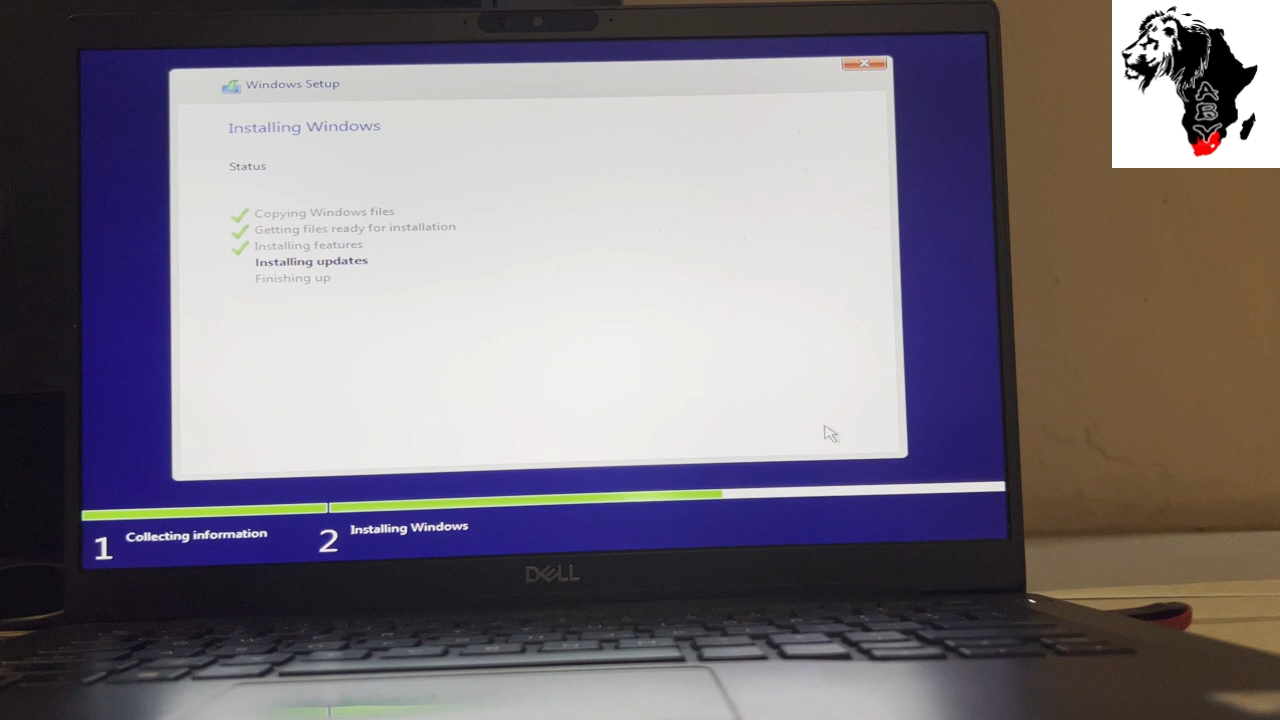 Windows Setup
Installing Windows
Status
Copying Windows files
Getting files ready for installation
Installing features
Installing updates
Finishing up
1 Collecting information
2 Installing Windows
DELL
ABY